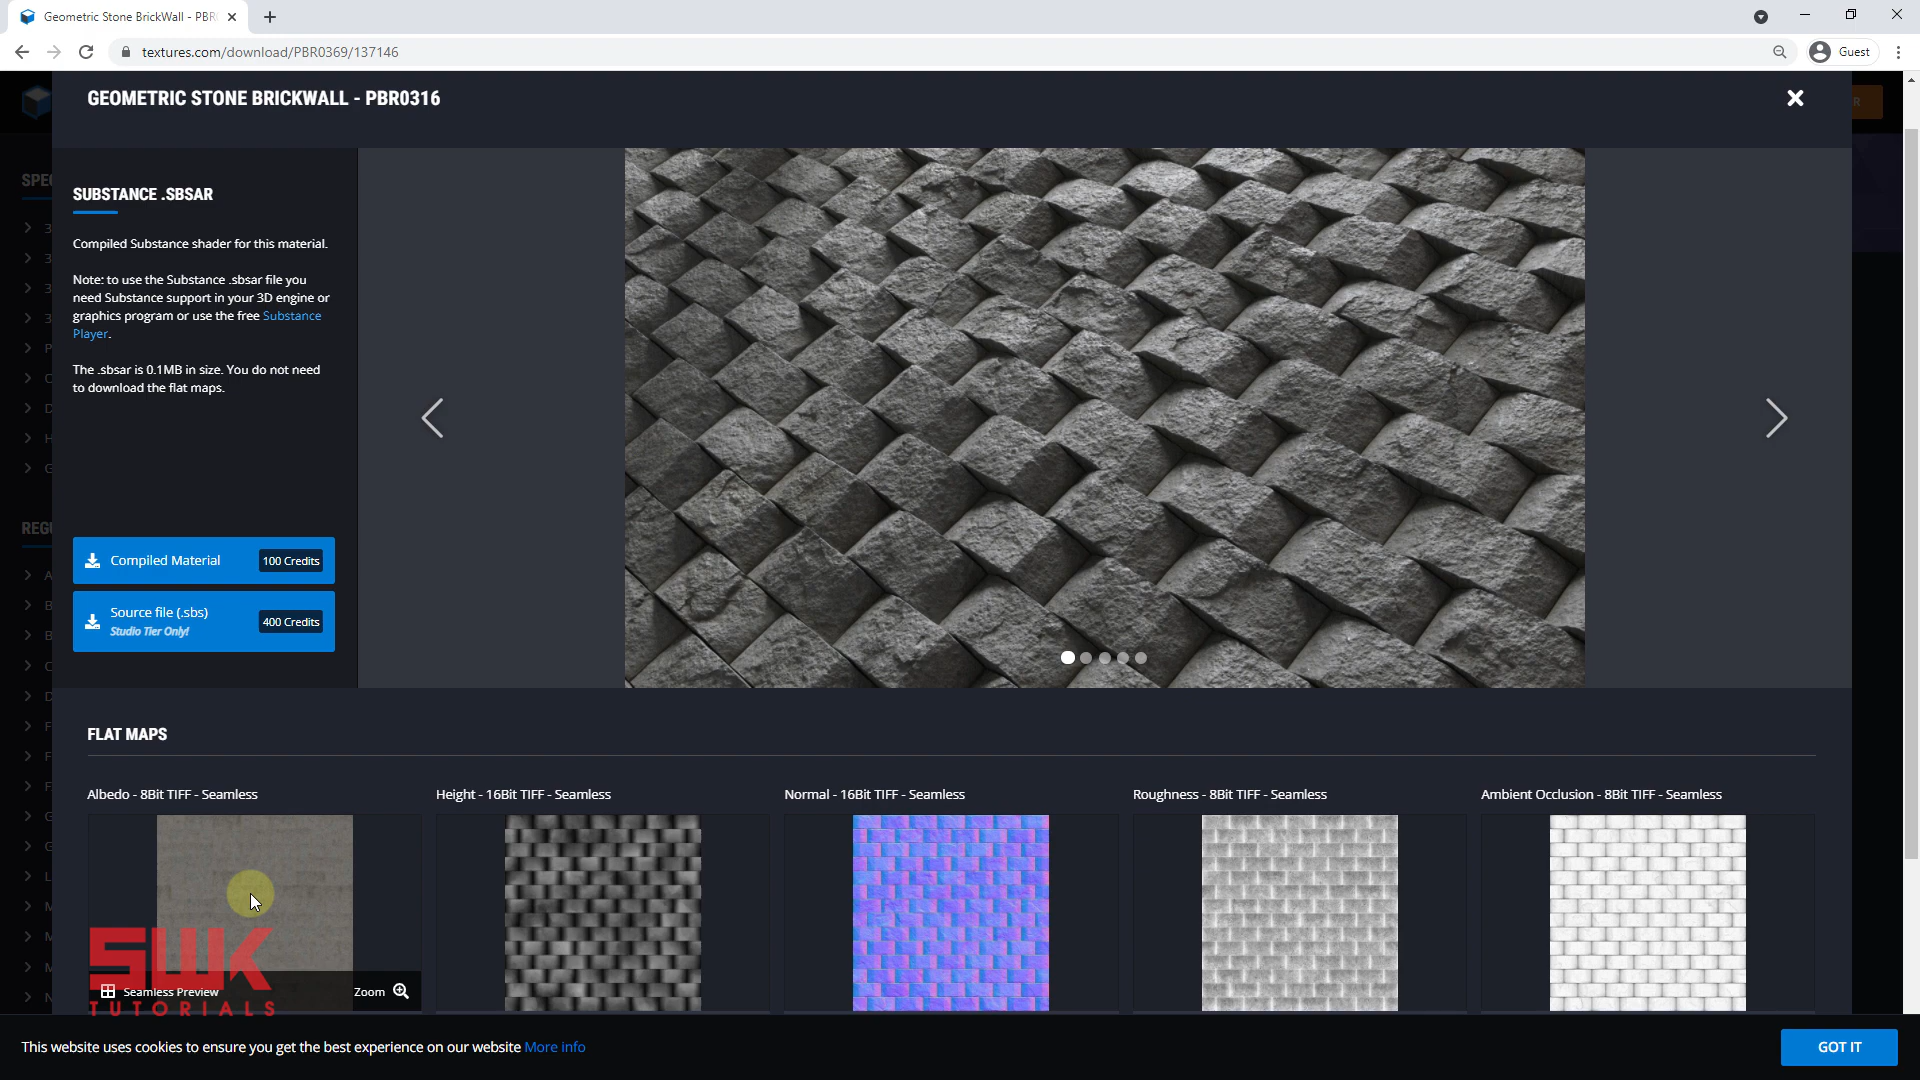 Geometric Stone BrickWall - PBR
textures.com/download/PBR0369/137146
Guest
GEOMETRIC STONE BRICKWALL - PBR0316
SUBSTANCE .SBSAR
Compiled Substance shader for this material.
Note: to use the Substance .sbsar file you
need Substance support in your 3D engine or
graphics program or use the free Substance
Player.
The .sbsar is 0.1MB in size. You do not need
to download the flat maps.
Compiled Material 100 Credits
Source file (.sbs) 400 Credits
Studio Tier Only!
FLAT MAPS
Albedo - 8Bit TIFF - Seamless
Height - 16Bit TIFF - Seamless
Normal - 16Bit TIFF - Seamless
Roughness - 8Bit TIFF - Seamless
Ambient Occlusion - 8Bit TIFF - Seamless
SWK
Seamless Preview Zoom
TUTORIALS
This website uses cookies to ensure you get the best experience on our website More info
GOT IT